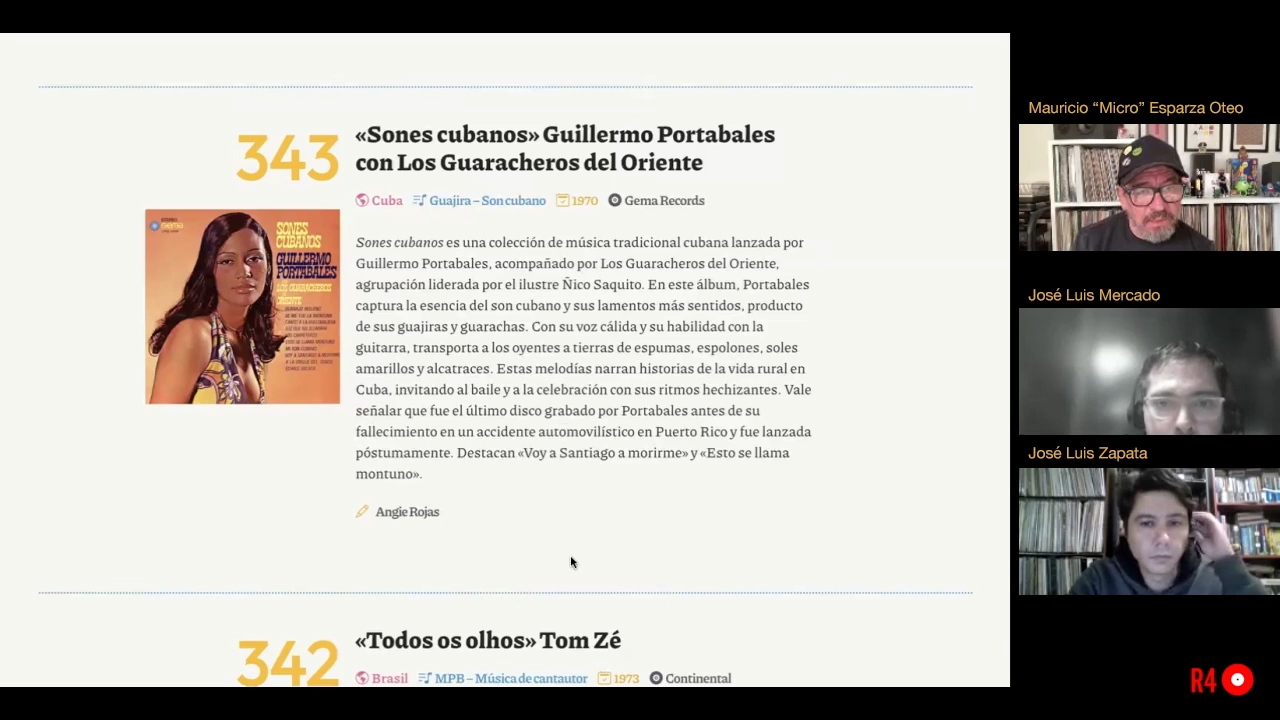 343
«Sones cubanos» Guillermo Portabales
con Los Guaracheros del Oriente
Cuba Guajira – Son cubano 1970 Gema Records
SONES
CUBANOS
GUILLERMO
PORTABALES
Sones cubanos es una colección de música tradicional cubana lanzada por
Guillermo Portabales, acompañado por Los Guaracheros del Oriente,
agrupación liderada por el ilustre Ñico Saquito. En este álbum, Portabales
captura la esencia del son cubano y sus lamentos más sentidos, producto
de sus guajiras y guarachas. Con su voz cálida y su habilidad con la
guitarra, transporta a los oyentes a tierras de espumas, espolones, soles
amarillos y alcatraces. Estas melodías narran historias de la vida rural en
Cuba, invitando al baile y a la celebración con sus ritmos hechizantes. Vale
señalar que fue el último disco grabado por Portabales antes de su
fallecimiento en un accidente automovilístico en Puerto Rico y fue lanzada
póstumamente. Destacan «Voy a Santiago a morirme» y «Esto se llama
montuno».
Angie Rojas
342
«Todos os olhos» Tom Zé
Brasil MPB – Música de cantautor 1973 Continental
Mauricio “Micro” Esparza Oteo
José Luis Mercado
José Luis Zapata
R4